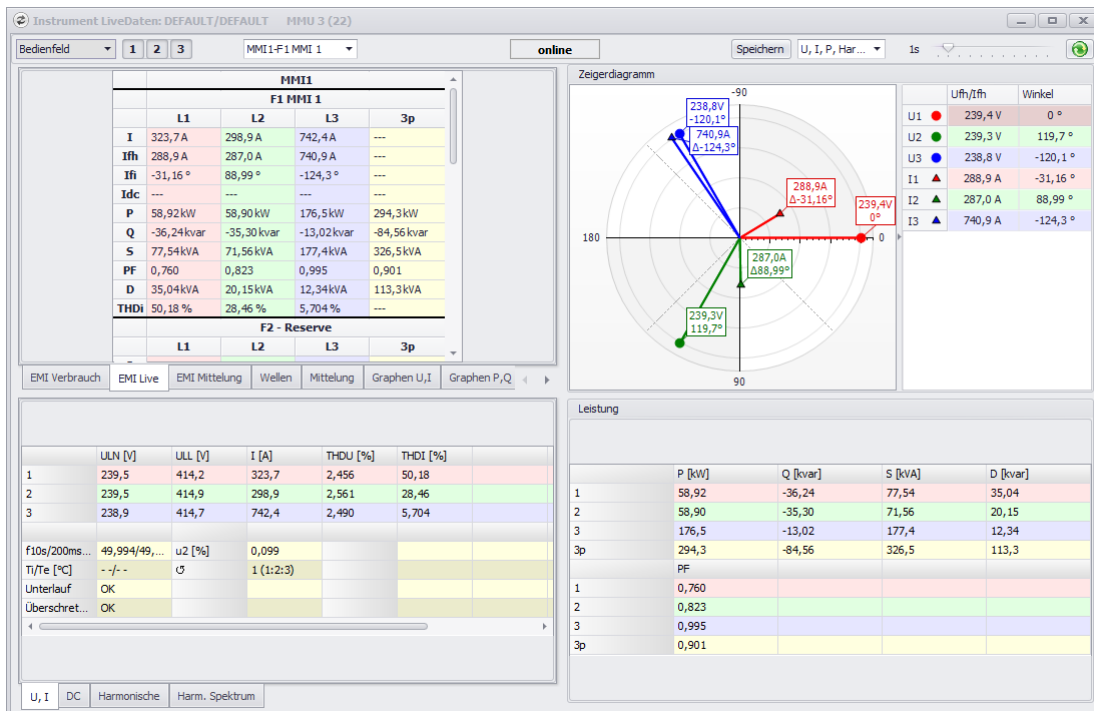 Instrument LiveDaten: DEFAULT/DEFAULT MMU 3 (22)
Bedienfeld 1 2 3 MMI1-F1 MMI 1 online Speichern U, I, P, Har... 1s
MMI1
F1 MMI 1
L1 L2 L3 3p
I 323,7 A 298,9 A 742,4 A ---
Ifh 288,9 A 287,0 A 740,9 A ---
Ifi -31,16 ° 88,99 ° -124,3 ° ---
Idc --- --- --- ---
P 58,92 kW 58,90 kW 176,5 kW 294,3 kW
Q -36,24 kvar -35,30 kvar -13,02 kvar -84,56 kvar
S 77,54 kVA 71,56 kVA 177,4 kVA 326,5 kVA
PF 0,760 0,823 0,995 0,901
D 35,04 kVA 20,15 kVA 12,34 kVA 113,3 kVA
THDi 50,18 % 28,46 % 5,704 % ---
F2 - Reserve
L1 L2 L3 3p
EMI Verbrauch EMI Live EMI Mittelung Wellen Mittelung Graphen U,I Graphen P,Q
Zeigerdiagramm
-90
238,8V
-120,1°
740,9A
Δ-124,3°
288,9A
Δ-31,16°
239,4V
0°
180
0
287,0A
Δ88,99°
239,3V
119,7°
90
Ufh/Ifh Winkel
U1 239,4 V 0 °
U2 239,3 V 119,7 °
U3 238,8 V -120,1 °
I1 288,9 A -31,16 °
I2 287,0 A 88,99 °
I3 740,9 A -124,3 °
ULN [V] ULL [V] I [A] THDU [%] THDI [%]
1 239,5 414,2 323,7 2,456 50,18
2 239,5 414,9 298,9 2,561 28,46
3 238,9 414,7 742,4 2,490 5,704
f10s/200ms... 49,994/49,... u2 [%] 0,099
Ti/Te [°C] --/-- ↺ 1 (1:2:3)
Unterlauf OK
Überschret... OK
U, I DC Harmonische Harm. Spektrum
Leistung
P [kW] Q [kvar] S [kVA] D [kvar]
1 58,92 -36,24 77,54 35,04
2 58,90 -35,30 71,56 20,15
3 176,5 -13,02 177,4 12,34
3p 294,3 -84,56 326,5 113,3
PF
1 0,760
2 0,823
3 0,995
3p 0,901